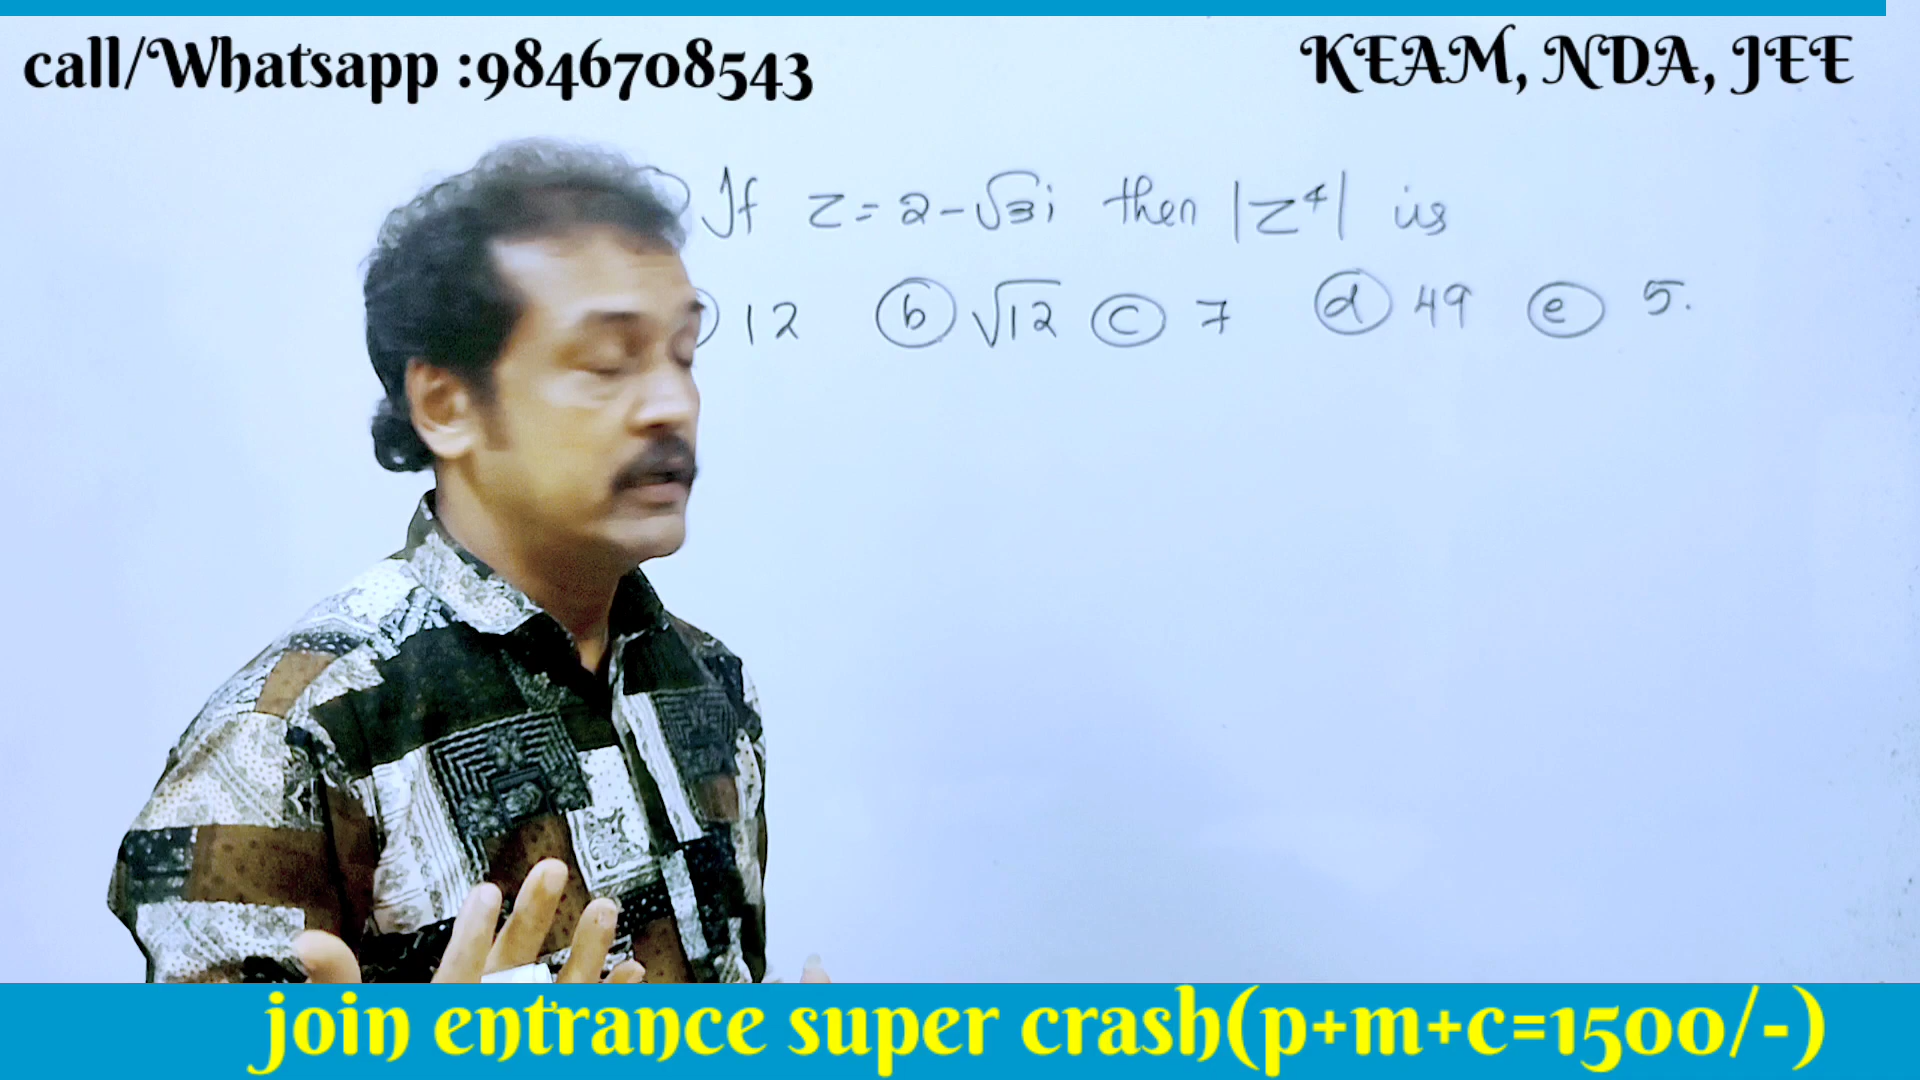 call/Whatsapp :9846708543
KEAM, NDA, JEE
If z = 2 - √3i then |z⁴| is
12 (b) √12 (c) 7 (d) 49 (e) 5.
join entrance super crash(p+m+c=1500/-)